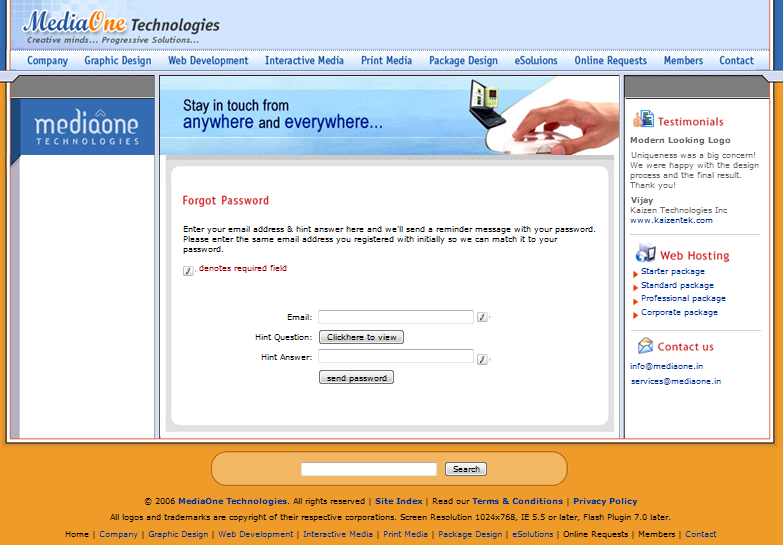 MediaOne Technologies
Creative minds... Progressive Solutions...
Company Graphic Design Web Development Interactive Media Print Media Package Design eSoluions Online Requests Members Contact
mediaone
TECHNOLOGIES
Stay in touch from
anywhere and everywhere...
Forgot Password
Enter your email address & hint answer here and we'll send a reminder message with your password.
Please enter the same email address you registered with initially so we can match it to your
password.
. denotes required field
Email:
Hint Question: Clickhere to view
Hint Answer:
send password
Testimonials
Modern Looking Logo
Uniqueness was a big concern!
We were happy with the design
process and the final result.
Thank you!
Vijay
Kaizen Technologies Inc
www.kaizentek.com
Web Hosting
Starter package
Standard package
Professional package
Corporate package
Contact us
info@mediaone.in
services@mediaone.in
Search
© 2006 MediaOne Technologies. All rights reserved | Site Index | Read our Terms & Conditions | Privacy Policy
All logos and trademarks are copyright of their respective corporations. Screen Resolution 1024x768, IE 5.5 or later, Flash Plugin 7.0 later.
Home | Company | Graphic Design | Web Development | Interactive Media | Print Media | Package Design | eSolutions | Online Requests | Members | Contact